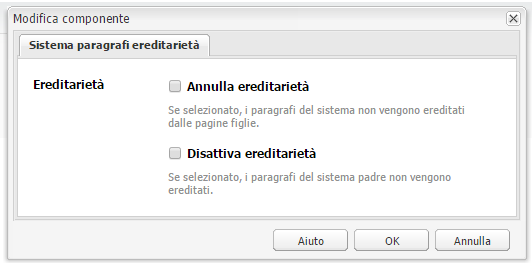 Modifica componente
Sistema paragrafi ereditarietà
Ereditarietà
Annulla ereditarietà
Se selezionato, i paragrafi del sistema non vengono ereditati
dalle pagine figlie.
Disattiva ereditarietà
Se selezionato, i paragrafi del sistema padre non vengono
ereditati.
Aiuto
OK
Annulla